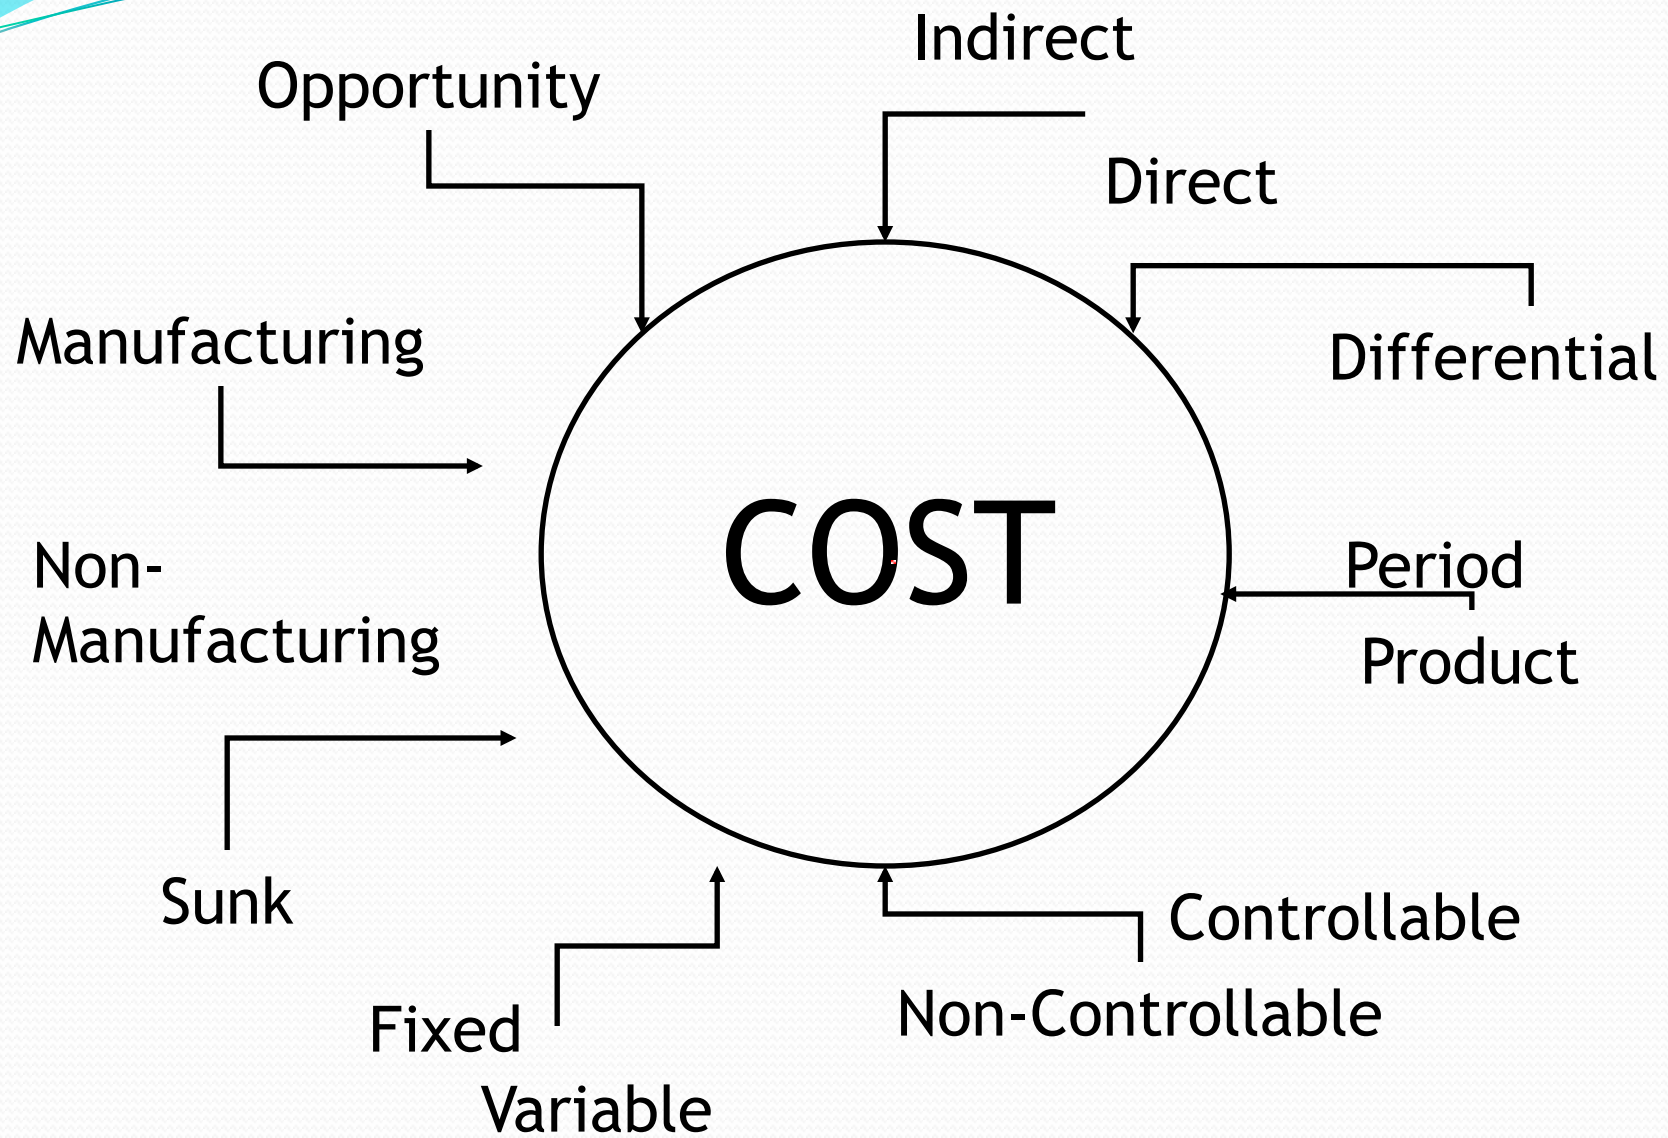 Indirect
Opportunity
Direct
Manufacturing
Differential
COST
Non-
Manufacturing
Period
Product
Sunk
Controllable
Non-Controllable
Fixed
Variable